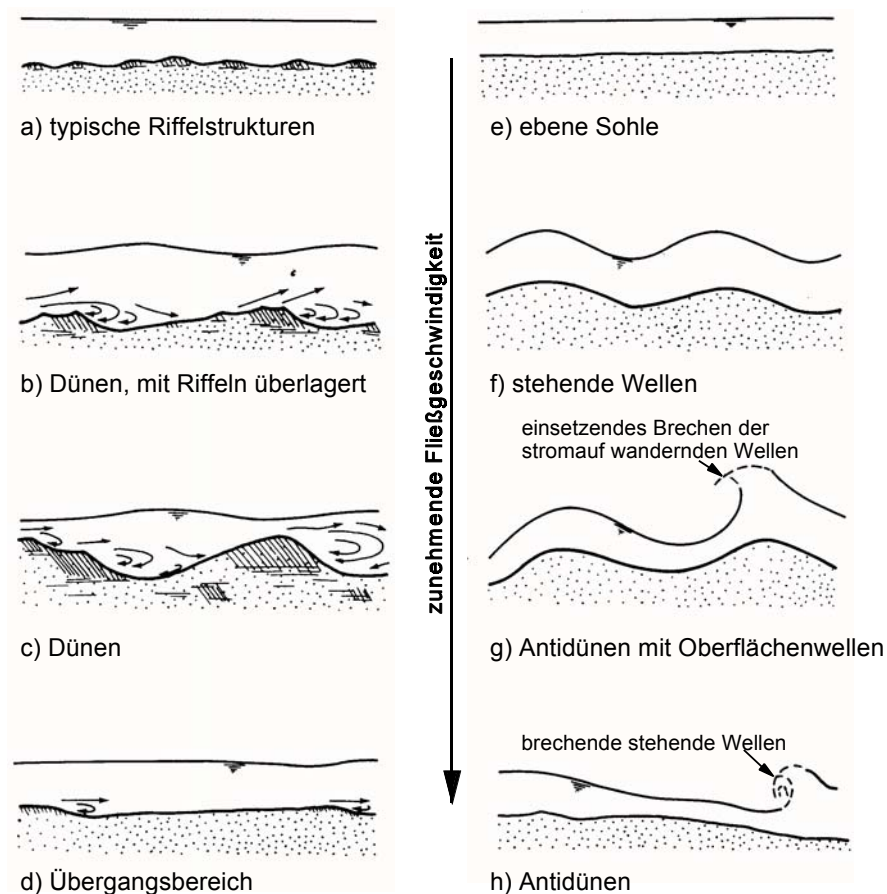 a) typische Riffelstrukturen
b) Dünen, mit Riffeln überlagert
c) Dünen
d) Übergangsbereich
zunehmende Fließgeschwindigkeit
e) ebene Sohle
f) stehende Wellen
einsetzendes Brechen der
stromauf wandernden Wellen
g) Antidünen mit Oberflächenwellen
brechende stehende Wellen
h) Antidünen